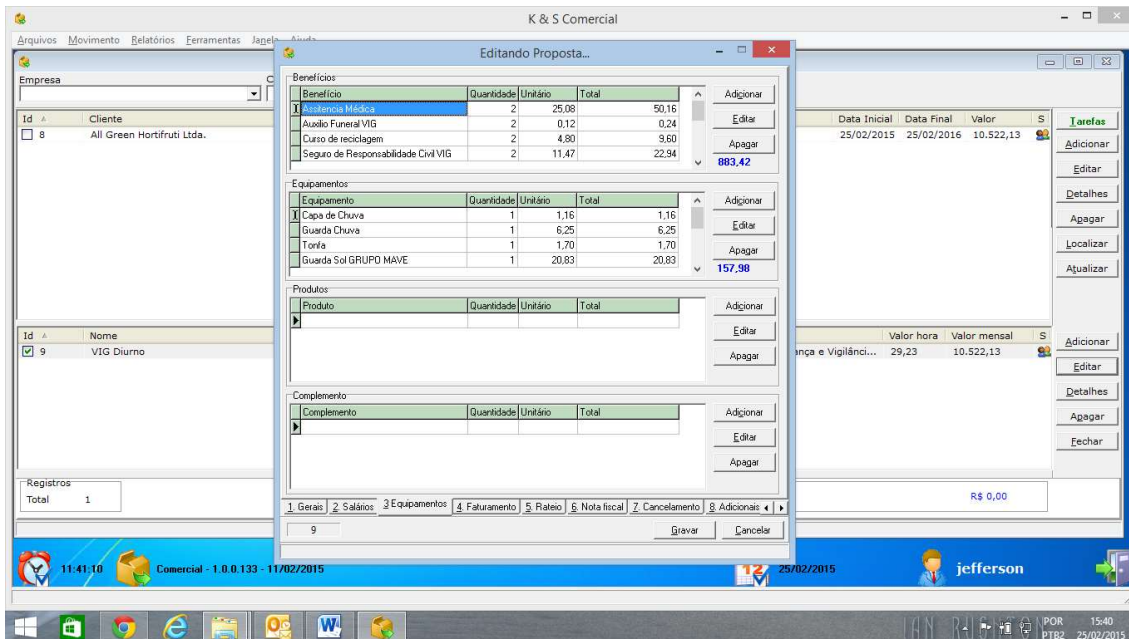 K & S Comercial
Arquivos Movimento Relatórios Ferramentas Janela
Editando Proposta...
Empresa
Id Cliente Data Inicial Data Final Valor S
8 All Green Hortifruti Ltda. 25/02/2015 25/02/2016 10.522,13
Tarefas
Adicionar
Editar
Detalhes
Apagar
Localizar
Atualizar
Benefícios
Benefício Quantidade Unitário Total
Assitencia Médica 2 25,08 50,16
Auxilio Funeral VIG 2 0,12 0,24
Curso de reciclagem 2 4,80 9,60
Seguro de Responsabilidade Civil VIG 2 11,47 22,94
Adicionar
Editar
Apagar
883,42
Equipamentos
Equipamento Quantidade Unitário Total
Capa de Chuva 1 1,16 1,16
Guarda Chuva 1 6,25 6,25
Tonfa 1 1,70 1,70
Guarda Sol GRUPO MAVE 1 20,83 20,83
Adicionar
Editar
Apagar
157,98
Produtos
Produto Quantidade Unitário Total
Adicionar
Editar
Apagar
Complemento
Complemento Quantidade Unitário Total
Adicionar
Editar
Apagar
1. Gerais 2. Salários 3 Equipamentos 4. Faturamento 5. Rateio 6. Nota fiscal 7. Cancelamento 8. Adicionais
9 Gravar Cancelar
Id Nome Valor hora Valor mensal S
9 VIG Diurno ança e Vigilânci... 29,23 10.522,13
Adicionar
Editar
Detalhes
Apagar
Fechar
Registros
Total 1
R$ 0,00
11:41:10 Comercial - 1.0.0.133 - 11/02/2015 12 25/02/2015 jefferson
POR 15:40
PTB2 25/02/2015